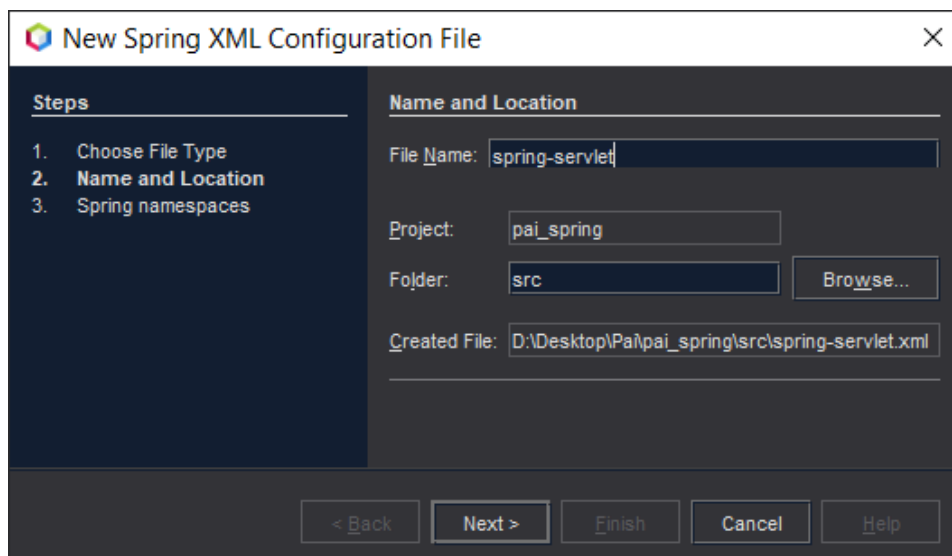 New Spring XML Configuration File
Steps
1. Choose File Type
2. Name and Location
3. Spring namespaces
Name and Location
File Name: spring-servlet
Project: pai_spring
Folder: src Browse...
Created File: D:\Desktop\Pai\pai_spring\src\spring-servlet.xml
< Back Next > Finish Cancel Help